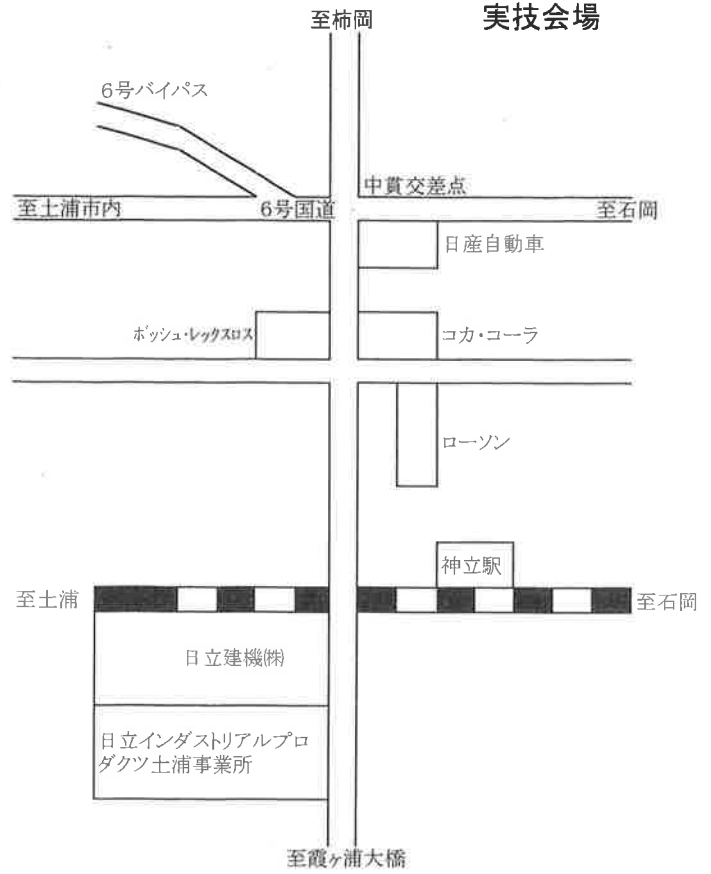 実技会場
至柿岡
6号バイパス
中貫交差点
至土浦市内
6号国道
至石岡
日産自動車
ボッシュ・レックスロス
コカ・コーラ
ローソン
神立駅
至土浦
至石岡
日立建機㈱
日立インダストリアルプロ
ダクツ土浦事業所
至霞ヶ浦大橋